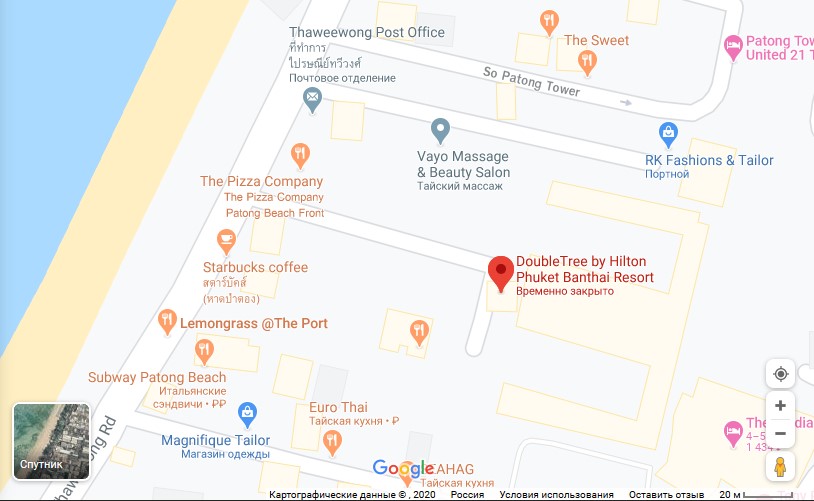 Thaweewong Post Office
ที่ทำการ
ไปรษณีย์ทวีวงศ์
Почтовое отделение
The Sweet
Patong Tow
United 21 T
So Patong Tower
Vayo Massage
& Beauty Salon
Тайский массаж
RK Fashions & Tailor
Портной
The Pizza Company
The Pizza Company
Patong Beach Front
Starbucks coffee
สตาร์บัคส์
(หาดป่าตอง)
DoubleTree by Hilton
Phuket Banthai Resort
Временно закрыто
Lemongrass @The Port
Subway Patong Beach
Итальянские
сэндвичи • ₽₽
Euro Thai
Тайская кухня • ₽
Magnifique Tailor
Магазин одежды
The
4–5
1 434
Спутник
ong Rd
Google
CAHAG
Тайская кухня
Картографические данные © , 2020 Россия Условия использования Оставить отзыв 20 м